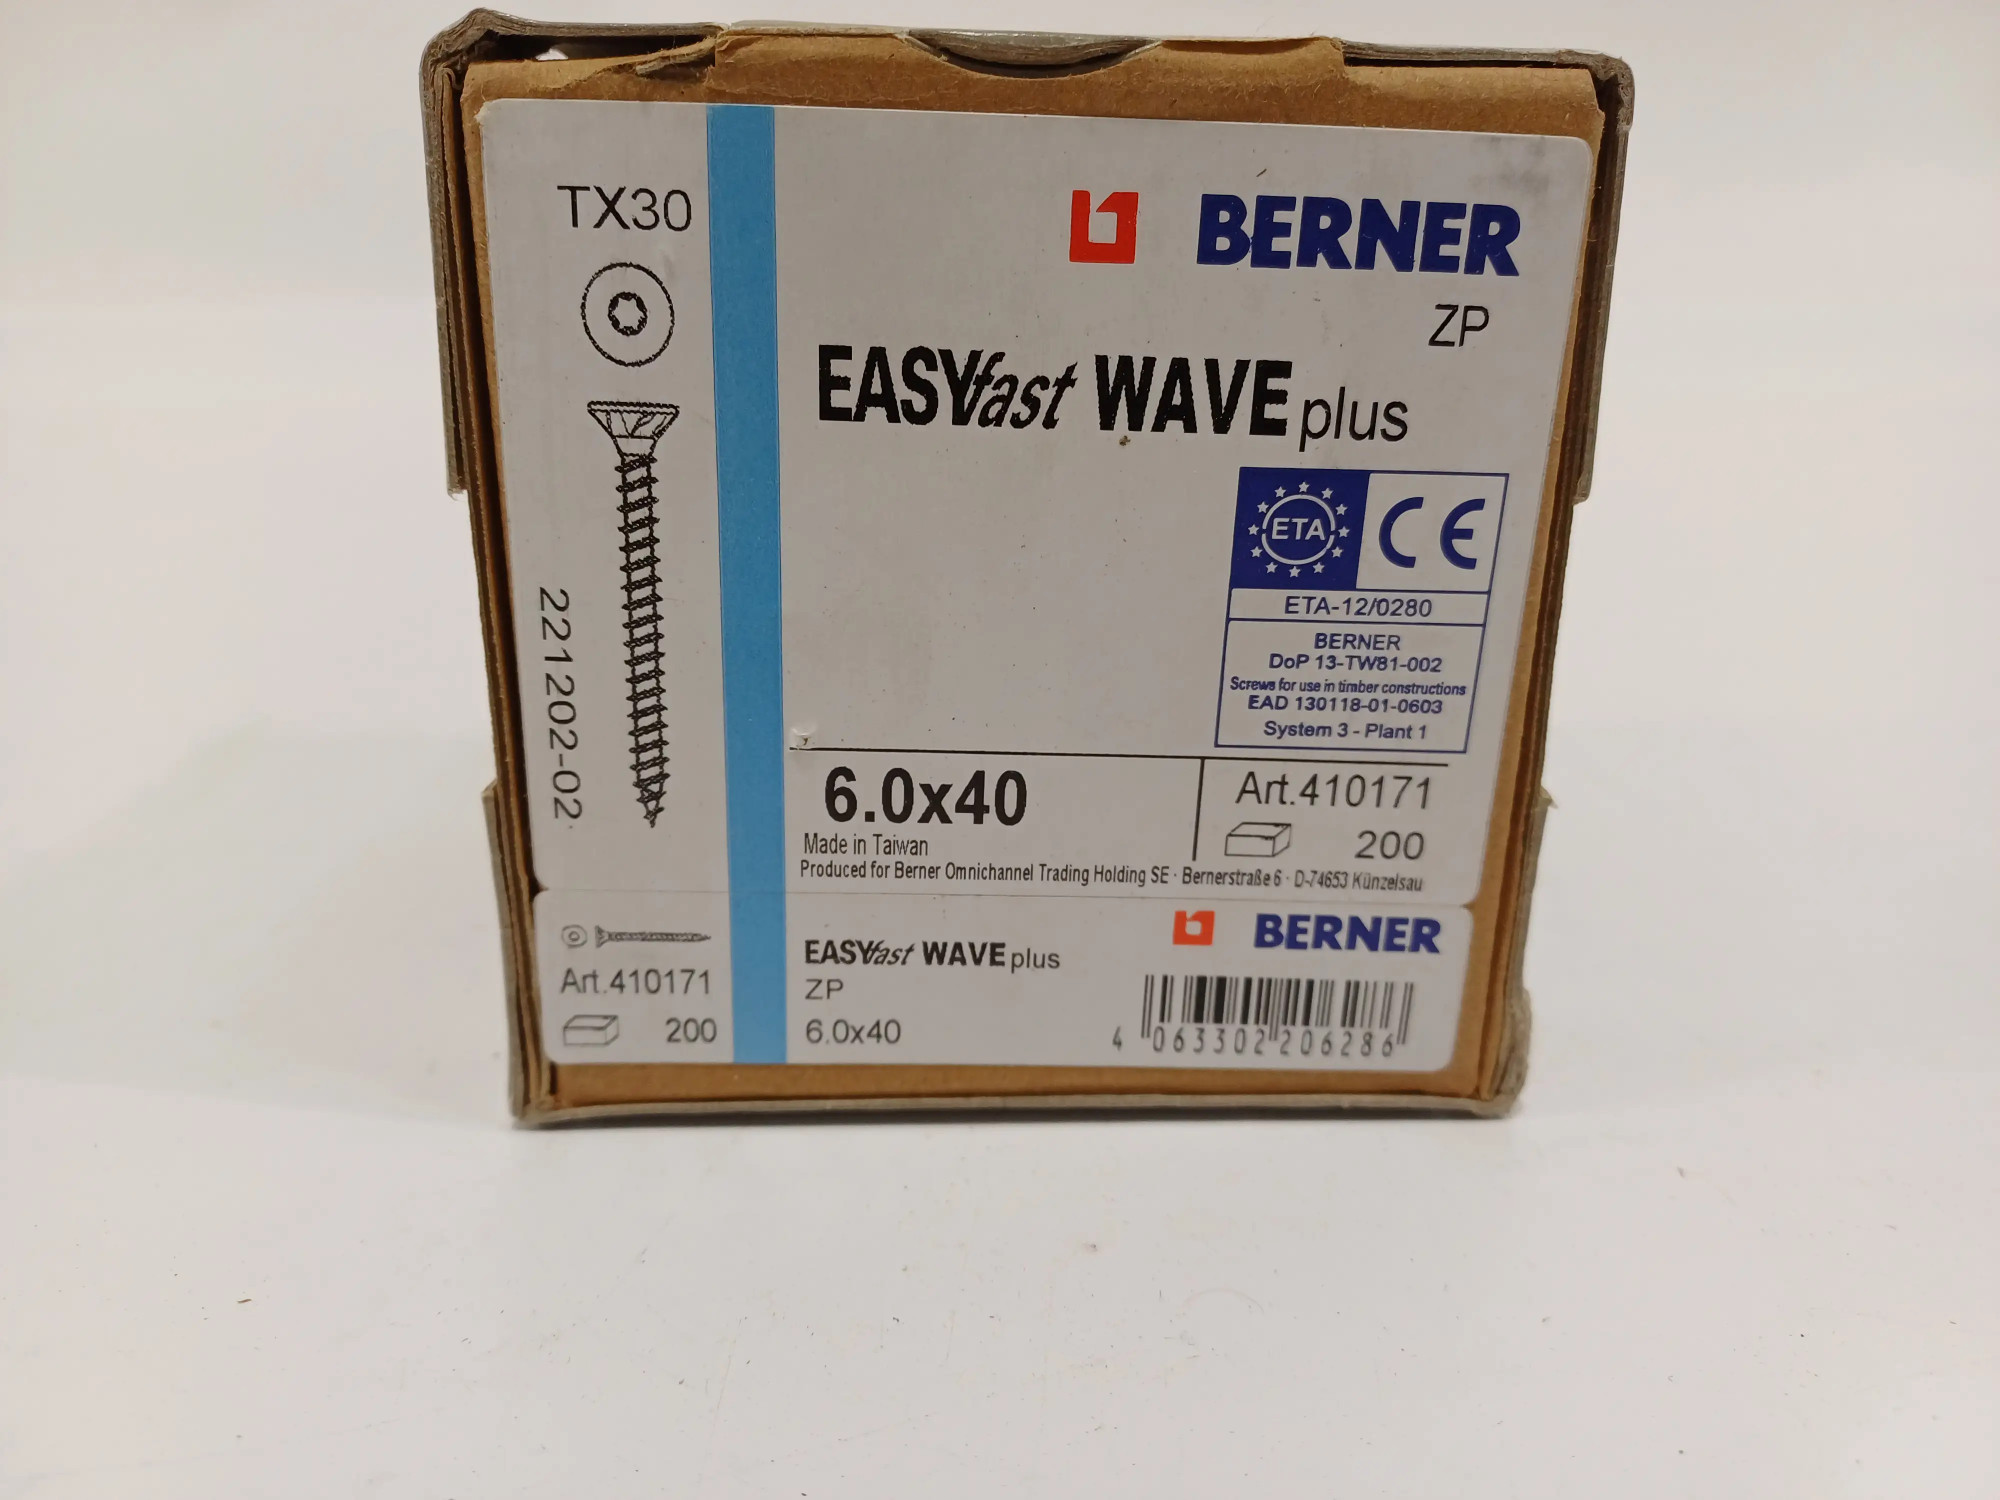 TX30
BERNER
ZP
EASYfast WAVE plus
ETA
CE
ETA-12/0280
BERNER
DoP 13-TW81-002
Screws for use in timber constructions
EAD 130118-01-0603
System 3 - Plant 1
221202-02
6.0x40
Art.410171
200
Made in Taiwan
Produced for Berner Omnichannel Trading Holding SE · Bernerstraße 6 · D-74653 Künzelsau
BERNER
EASYfast WAVE plus
Art.410171
ZP
200
6.0x40
4 063302 206286